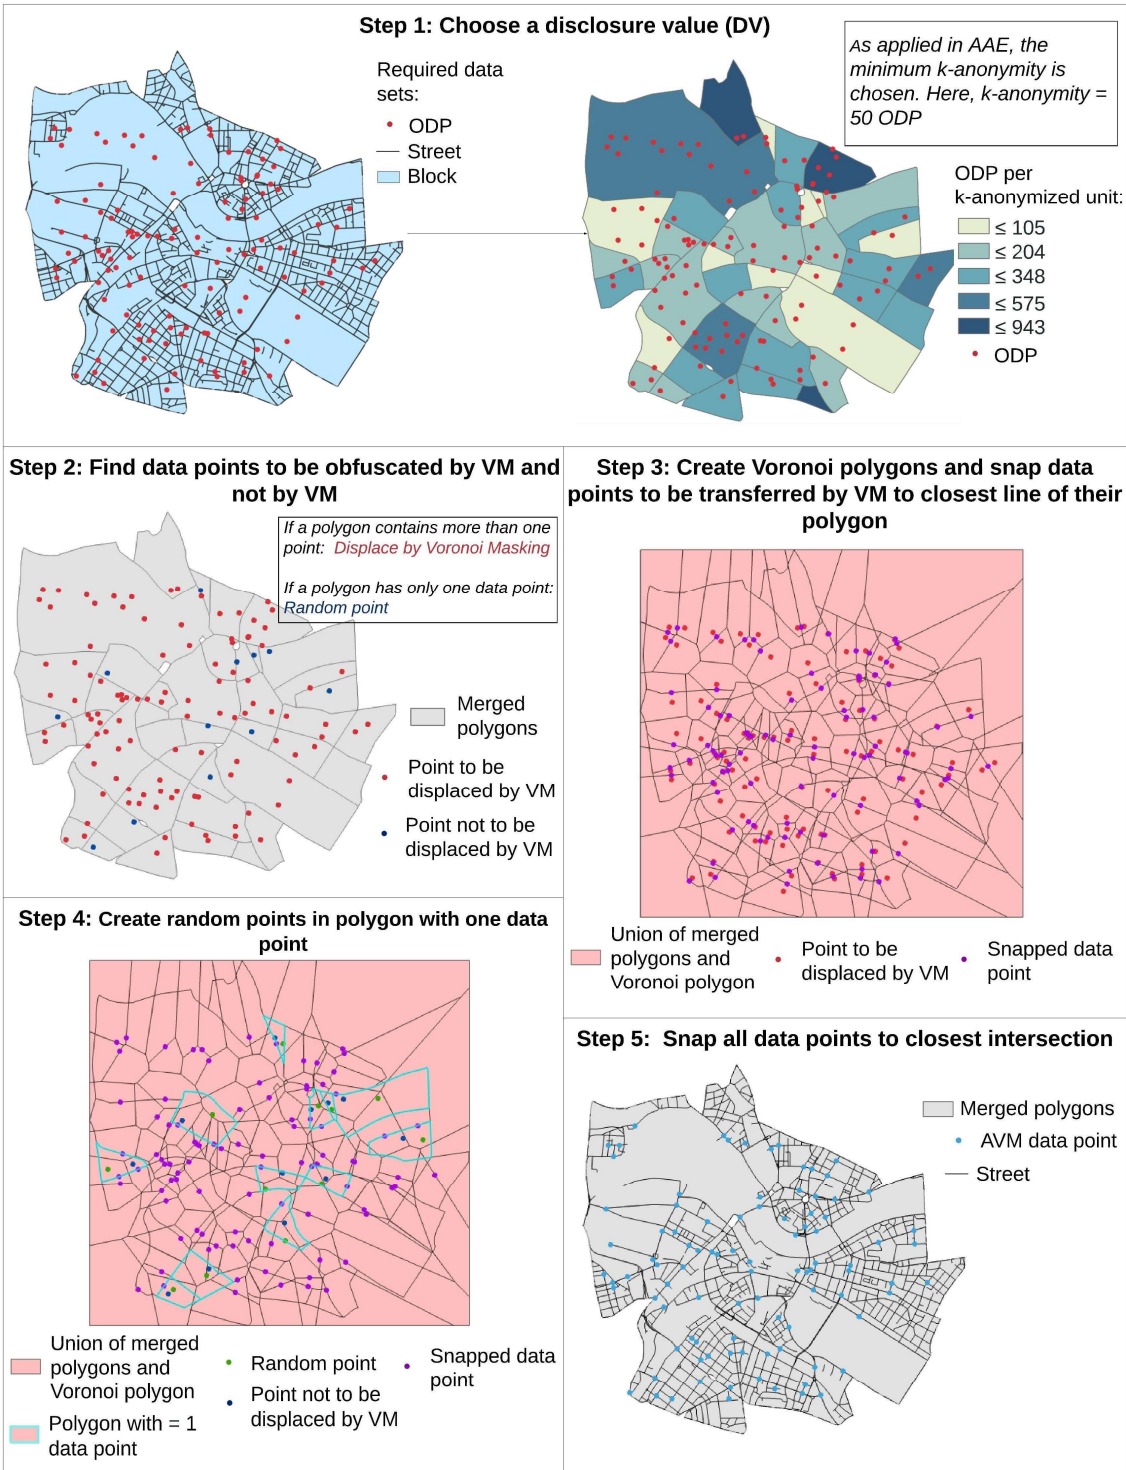 Step 1: Choose a disclosure value (DV)
Required data
sets:
ODP
Street
Block
As applied in AAE, the
minimum k-anonymity is
chosen. Here, k-anonymity =
50 ODP
ODP per
k-anonymized unit:
≤ 105
≤ 204
≤ 348
≤ 575
≤ 943
ODP
Step 2: Find data points to be obfuscated by VM and
not by VM
If a polygon contains more than one
point: Displace by Voronoi Masking
If a polygon has only one data point:
Random point
Merged
polygons
Point to be
displaced by VM
Point not to be
displaced by VM
Step 3: Create Voronoi polygons and snap data
points to be transferred by VM to closest line of their
polygon
Union of merged
polygons and
Voronoi polygon
Point to be
displaced by VM
Snapped data
point
Step 4: Create random points in polygon with one data
point
Union of merged
polygons and
Voronoi polygon
Polygon with = 1
data point
Random point
Point not to be
displaced by VM
Snapped data
point
Step 5: Snap all data points to closest intersection
Merged polygons
AVM data point
Street